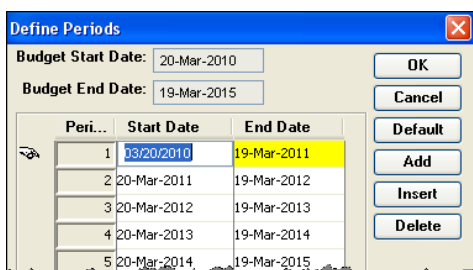 Define Periods
Budget Start Date: 20-Mar-2010
OK
Budget End Date: 19-Mar-2015
Cancel
Peri... Start Date End Date
Default
1 03/20/2010 19-Mar-2011
Add
2 20-Mar-2011 19-Mar-2012
Insert
3 20-Mar-2012 19-Mar-2013
Delete
4 20-Mar-2013 19-Mar-2014
5 20-Mar-2014 19-Mar-2015